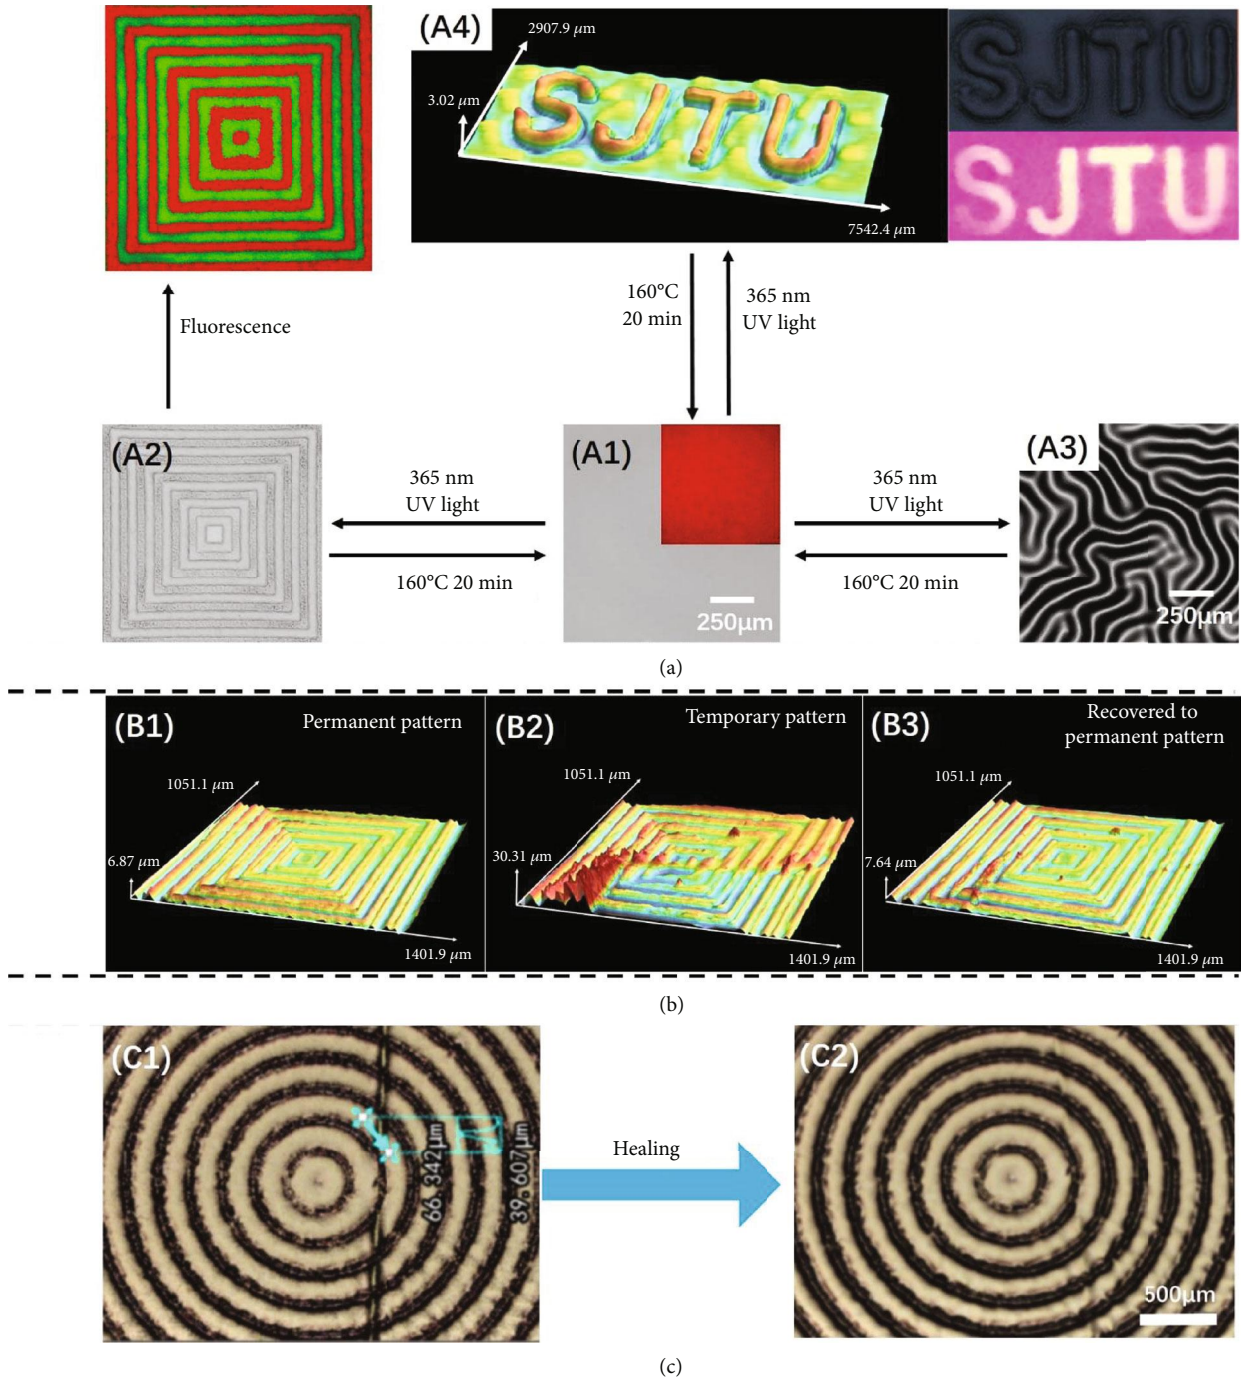 (A4)
2907.9 μm
3.02 μm
7542.4 μm
SJTU
SJTU
SJTU
Fluorescence
160°C
20 min
365 nm
UV light
(A2)
365 nm
UV light
160°C 20 min
(A1)
250μm
365 nm
UV light
160°C 20 min
(A3)
250μm
(a)
(B1)
Permanent pattern
1051.1 μm
6.87 μm
1401.9 μm
(B2)
Temporary pattern
1051.1 μm
30.31 μm
1401.9 μm
(B3)
Recovered to
permanent pattern
1051.1 μm
7.64 μm
1401.9 μm
(b)
(C1)
66.342μm
39.607μm
Healing
(C2)
500μm
(c)